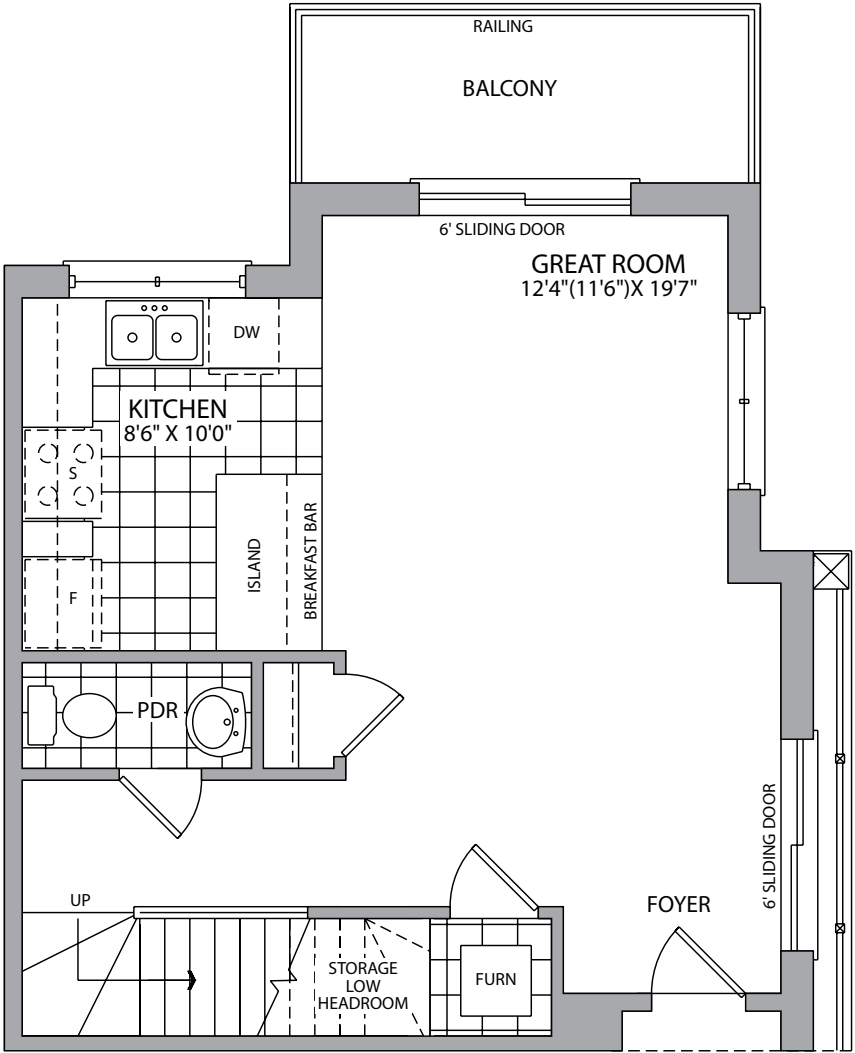 RAILING
BALCONY
6' SLIDING DOOR
GREAT ROOM
12'4"(11'6")X 19'7"
DW
KITCHEN
8'6" X 10'0"
S
ISLAND
BREAKFAST BAR
F
PDR
6' SLIDING DOOR
UP
FOYER
STORAGE
LOW
HEADROOM
FURN